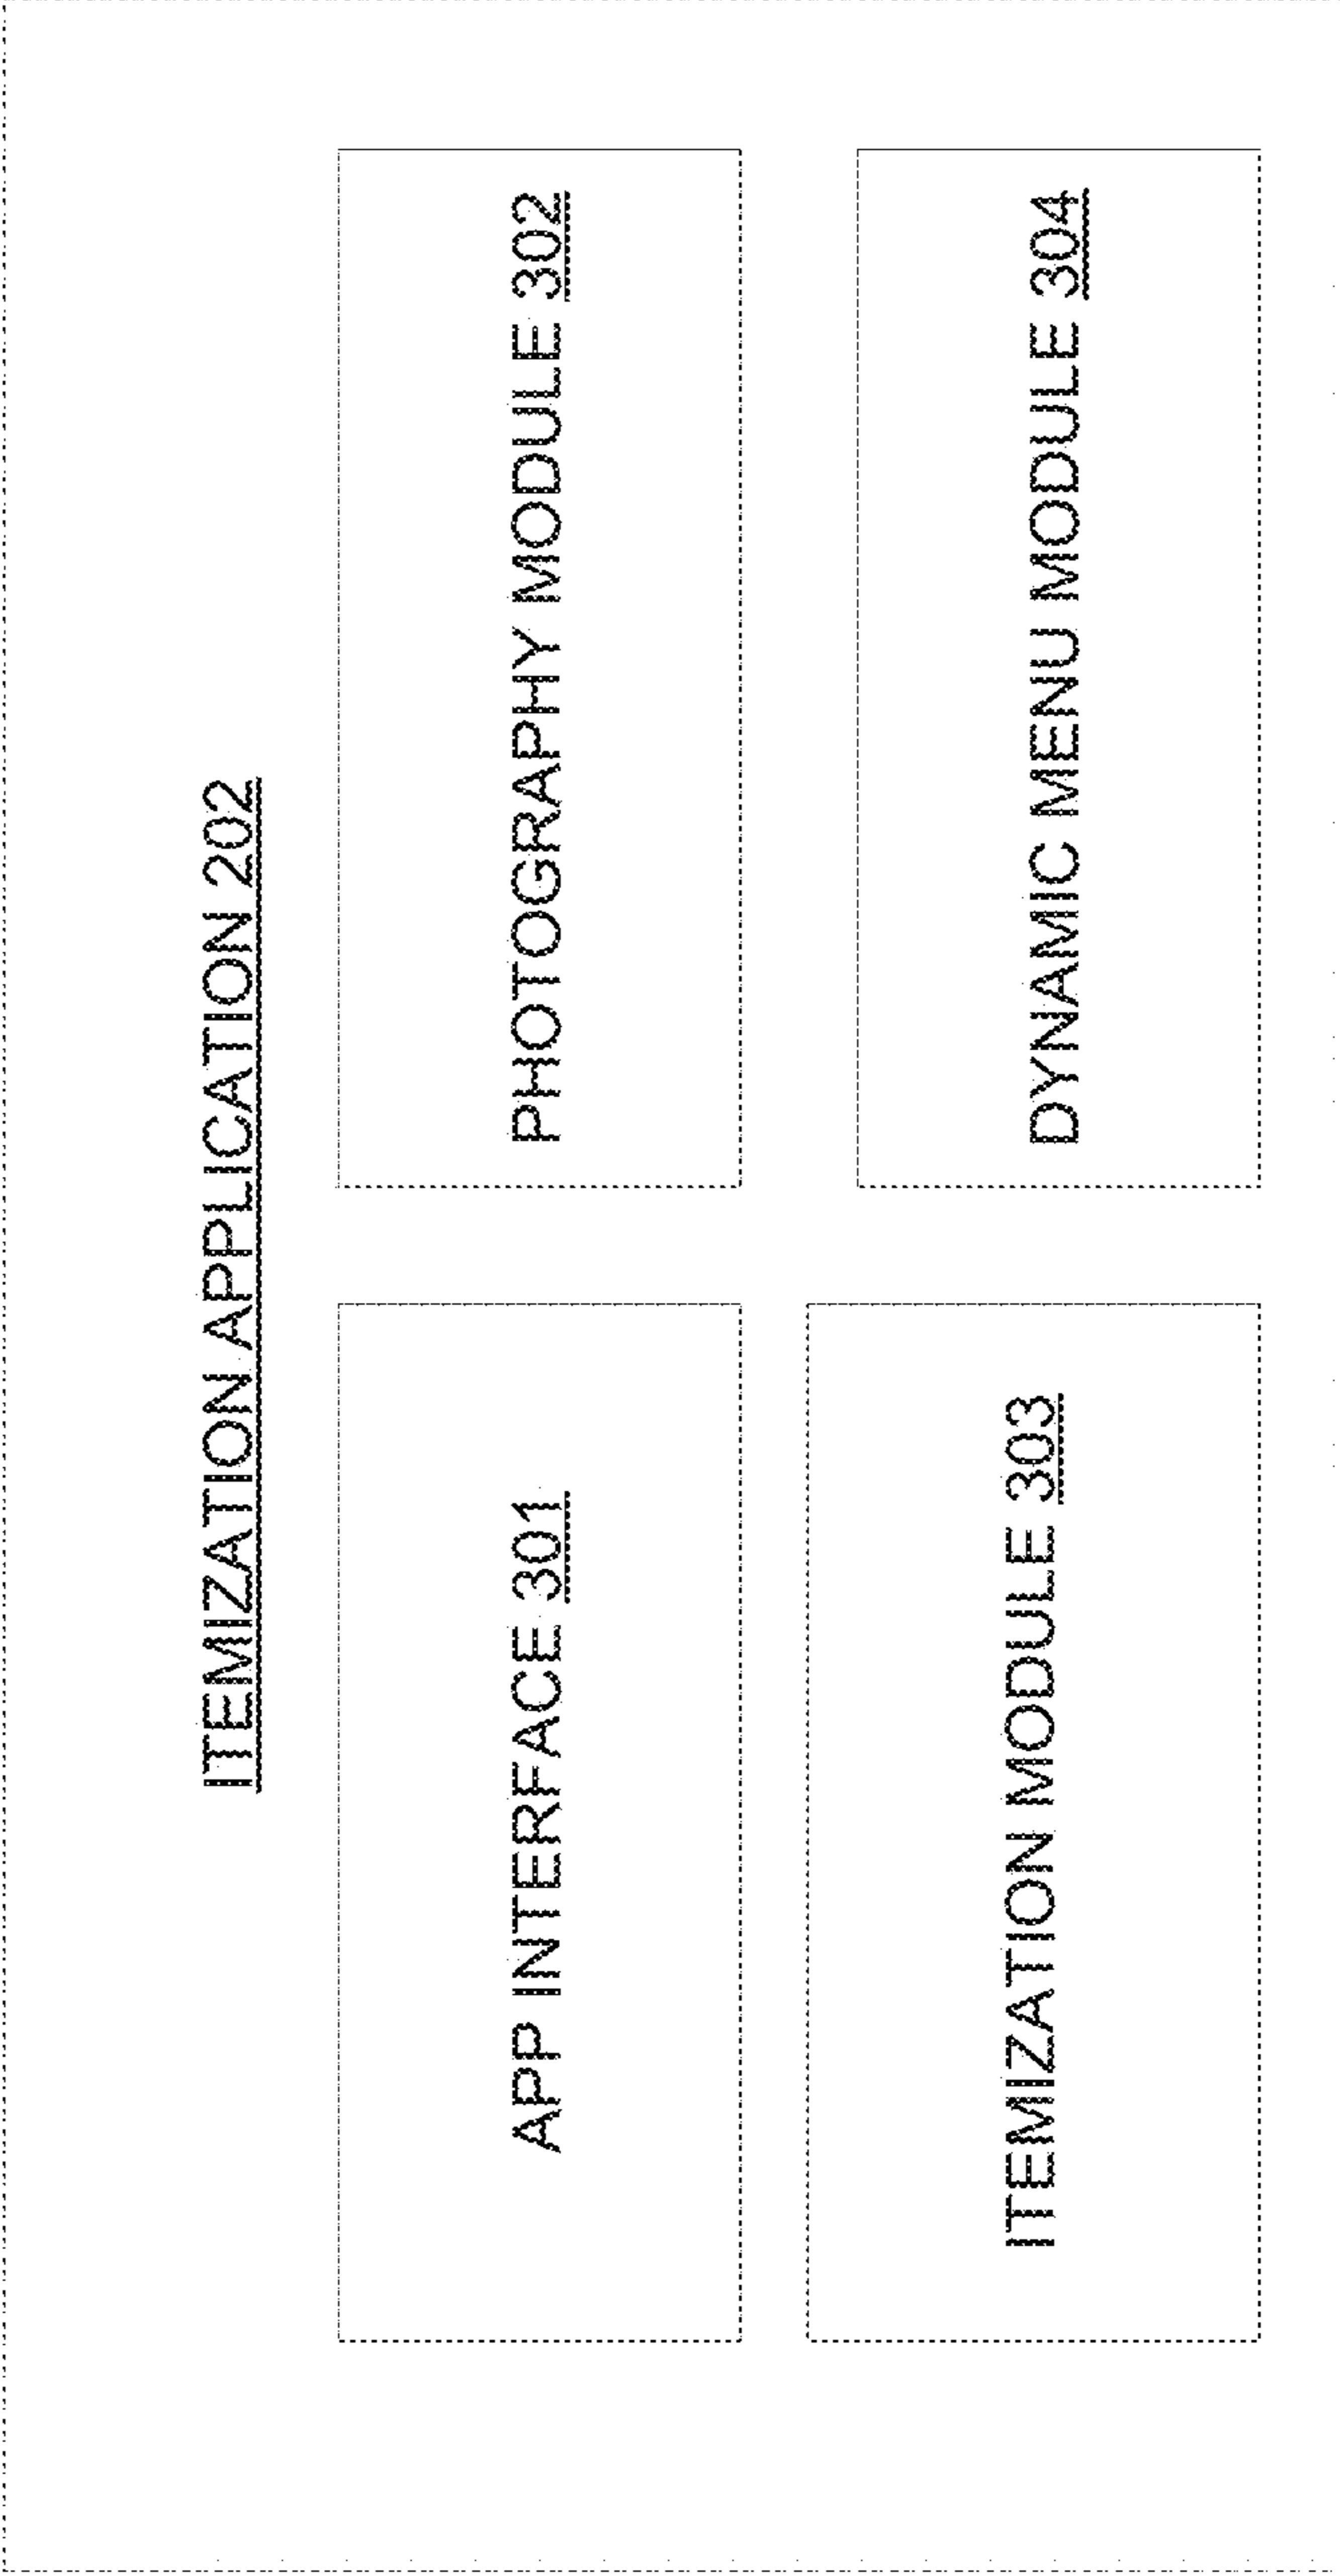 ITEMIZATION APPLICATION 202
APP INTERFACE 301
PHOTOGRAPHY MODULE 302
ITEMIZATION MODULE 303
DYNAMIC MENU MODULE 304